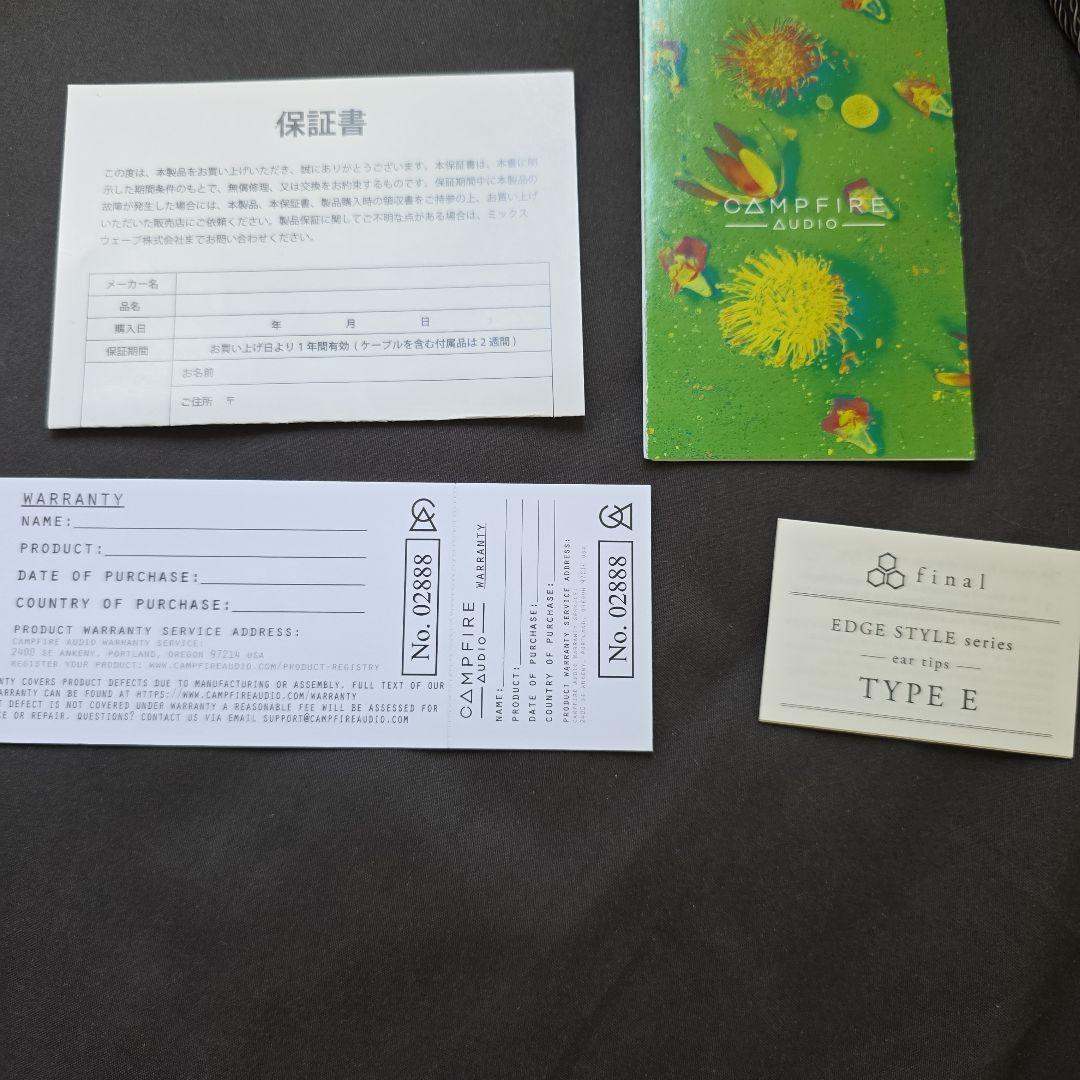 保証書
この度は、本製品をお買い上げいただき、誠にありがとうございます。本保証書は、本書に明
示した期間条件のもとで、無償修理、又は交換をお約束するものです。保証期間中に本製品の
故障が発生した場合には、本製品、本保証書、製品購入時の領収書をご持参の上、お買い上げ
いただいた販売店にご依頼ください。製品保証に関してご不明な点がある場合は、ミックス
ウェーブ株式会社までお問い合わせください。
メーカー名
品名
購入日 年 月 日
保証期間 お買い上げ日より1年間有効(ケーブルを含む付属品は2週間)
お名前
ご住所 〒
CAMPFIRE
AUDIO
WARRANTY
NAME:
PRODUCT:
DATE OF PURCHASE:
COUNTRY OF PURCHASE:
PRODUCT WARRANTY SERVICE ADDRESS:
CAMPFIRE AUDIO WARRANTY SERVICE:
2400 SE ANKENY, PORTLAND, OREGON 97214 USA
REGISTER YOUR PRODUCT: WWW.CAMPFIREAUDIO.COM/PRODUCT-REGISTRY
NTY COVERS PRODUCT DEFECTS DUE TO MANUFACTURING OR ASSEMBLY. FULL TEXT OF OUR
ARRANTY CAN BE FOUND AT HTTPS://WWW.CAMPFIREAUDIO.COM/WARRANTY
T DEFECT IS NOT COVERED UNDER WARRANTY A REASONABLE FEE WILL BE ASSESSED FOR
CE OR REPAIR. QUESTIONS? CONTACT US VIA EMAIL SUPPORT@CAMPFIREAUDIO.COM
No. 02888
CAMPFIRE
AUDIO
WARRANTY
NAME:
PRODUCT:
DATE OF PURCHASE:
COUNTRY OF PURCHASE:
PRODUCT WARRANTY SERVICE ADDRESS:
CAMPFIRE AUDIO WARRANTY SERVICE:
2400 SE ANKENY, PORTLAND, OREGON 97214 USA
No. 02888
final
EDGE STYLE series
ear tips
TYPE E